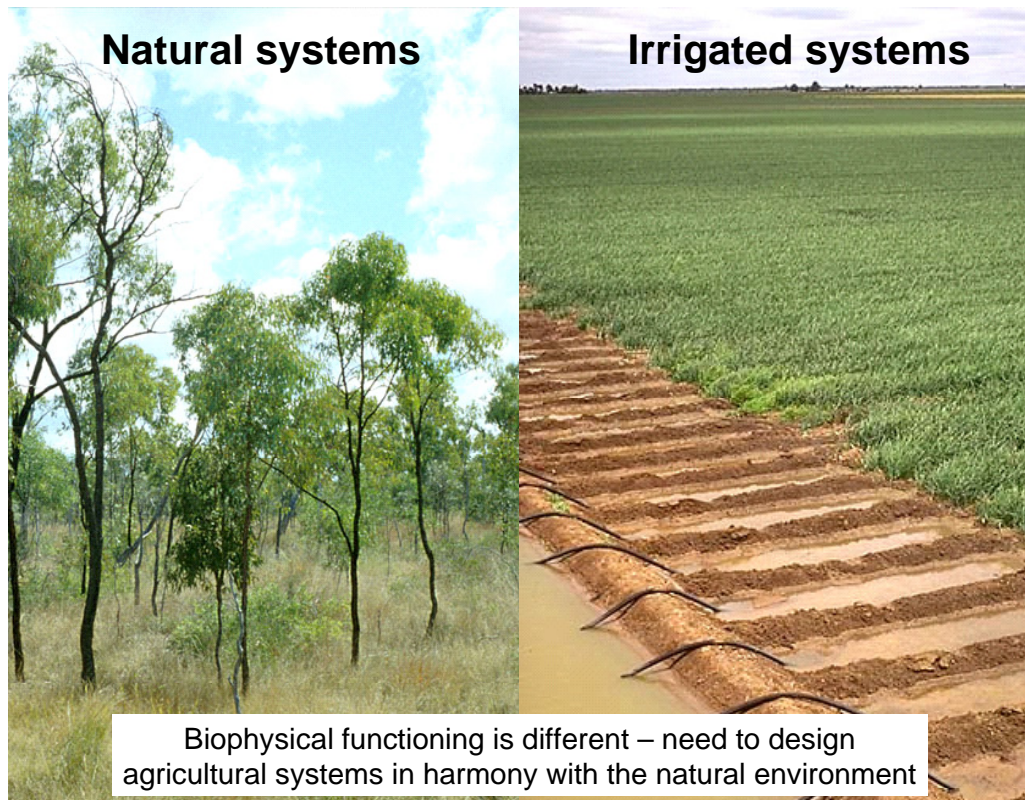 Natural systems
Irrigated systems
Biophysical functioning is different – need to design
agricultural systems in harmony with the natural environment